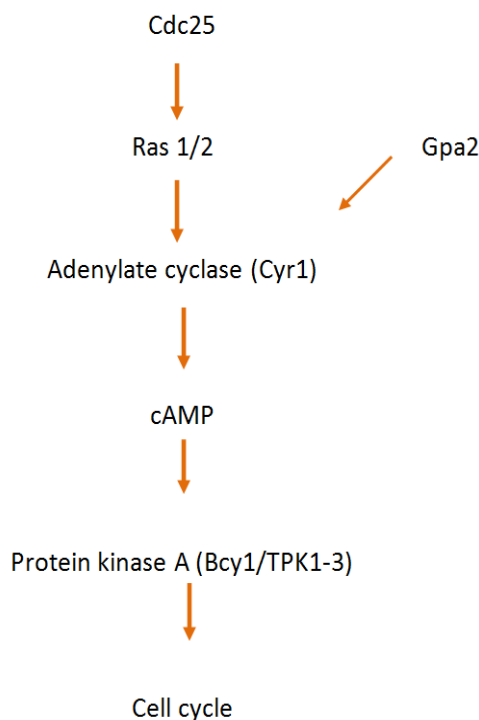 Cdc25
Ras 1/2
Gpa2
Adenylate cyclase (Cyr1)
cAMP
Protein kinase A (Bcy1/TPK1-3)
Cell cycle